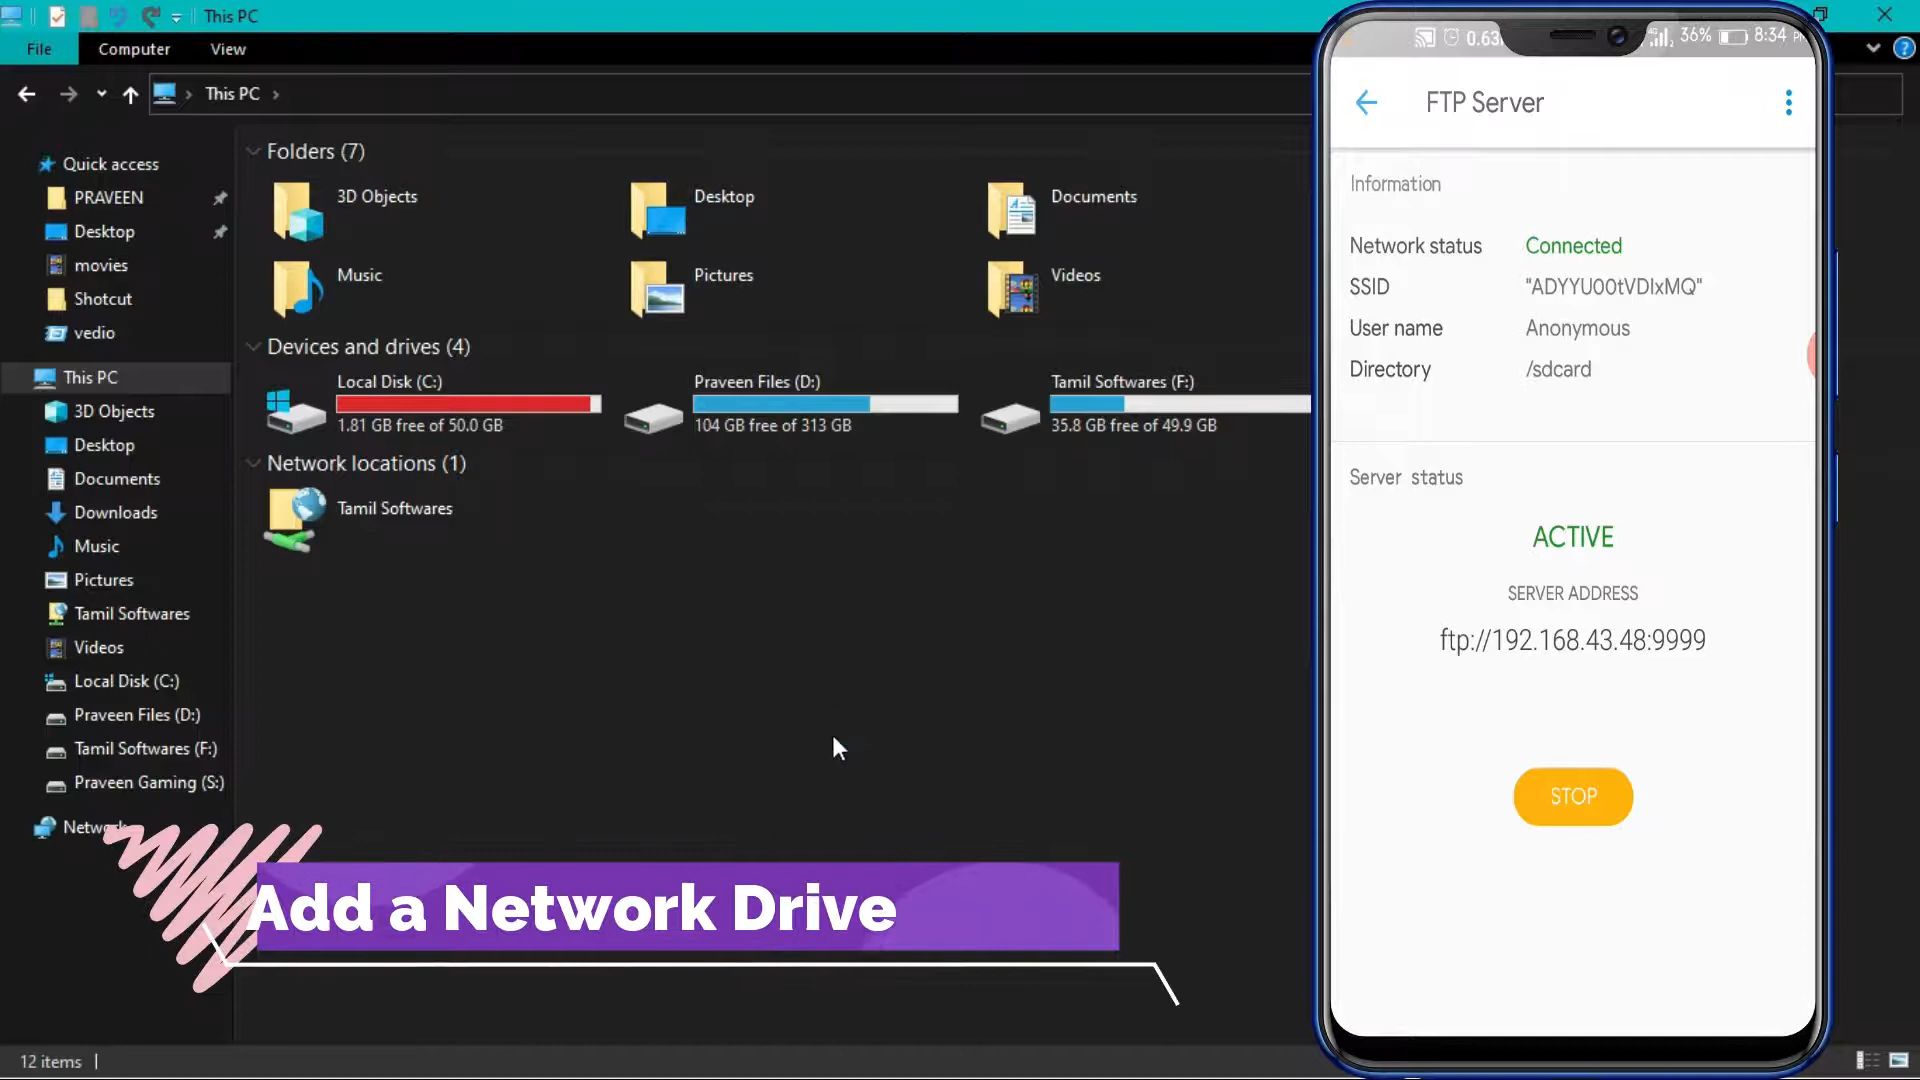 This PC
File Computer View
This PC
Quick access
PRAVEEN
Desktop
movies
Shotcut
vedio
This PC
3D Objects
Desktop
Documents
Downloads
Music
Pictures
Tamil Softwares
Videos
Local Disk (C:)
Praveen Files (D:)
Tamil Softwares (F:)
Praveen Gaming (S:)
Network
Folders (7)
3D Objects Desktop Documents
Music Pictures Videos
Devices and drives (4)
Local Disk (C:) Praveen Files (D:) Tamil Softwares (F:)
1.81 GB free of 50.0 GB 104 GB free of 313 GB 35.8 GB free of 49.9 GB
Network locations (1)
Tamil Softwares
Add a Network Drive
12 items
36% 8:34
FTP Server
Information
Network status Connected
SSID "ADYYU00tVDIxMQ"
User name Anonymous
Directory /sdcard
Server status
ACTIVE
SERVER ADDRESS
ftp://192.168.43.48:9999
STOP